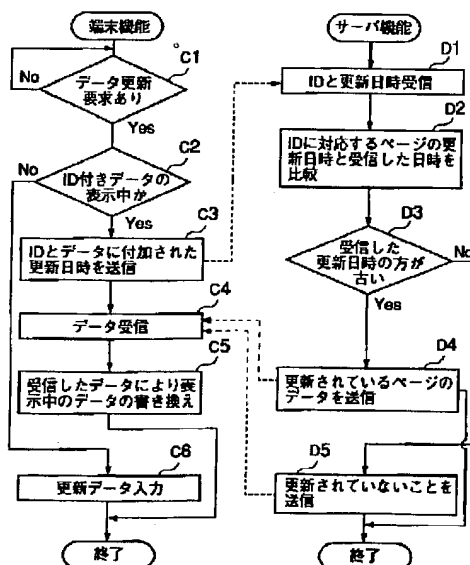 端末機能
C1
No
データ更新
要求あり
Yes
C2
No
ID付きデータの
表示中か
Yes
C3
IDとデータに付加された
更新日時を送信
C4
データ受信
C5
受信したデータにより表
示中のデータの書き換え
C6
更新データ入力
終了
サーバ機能
D1
IDと更新日時受信
D2
IDに対応するページの更
新日時と受信した日時を
比較
D3
受信した
更新日時の方が
古い
No
Yes
D4
更新されているページの
データを送信
D5
更新されていないことを
送信
終了